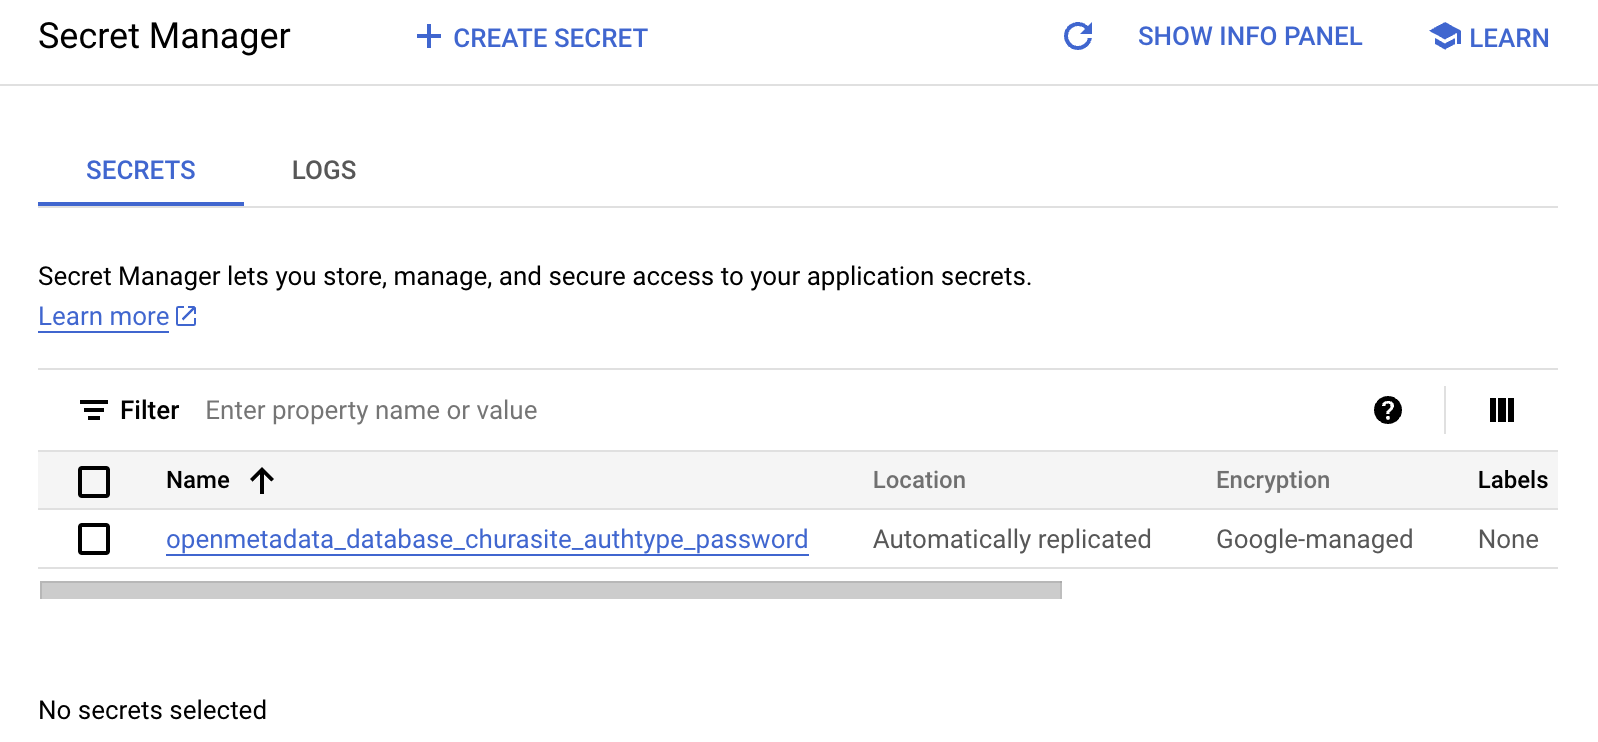 Secret Manager
CREATE SECRET
SHOW INFO PANEL
LEARN
SECRETS
LOGS
Secret Manager lets you store, manage, and secure access to your application secrets.
Learn more
Filter Enter property name or value
Name Location Encryption Labels
openmetadata_database_churasite_authtype_password Automatically replicated Google-managed None
No secrets selected